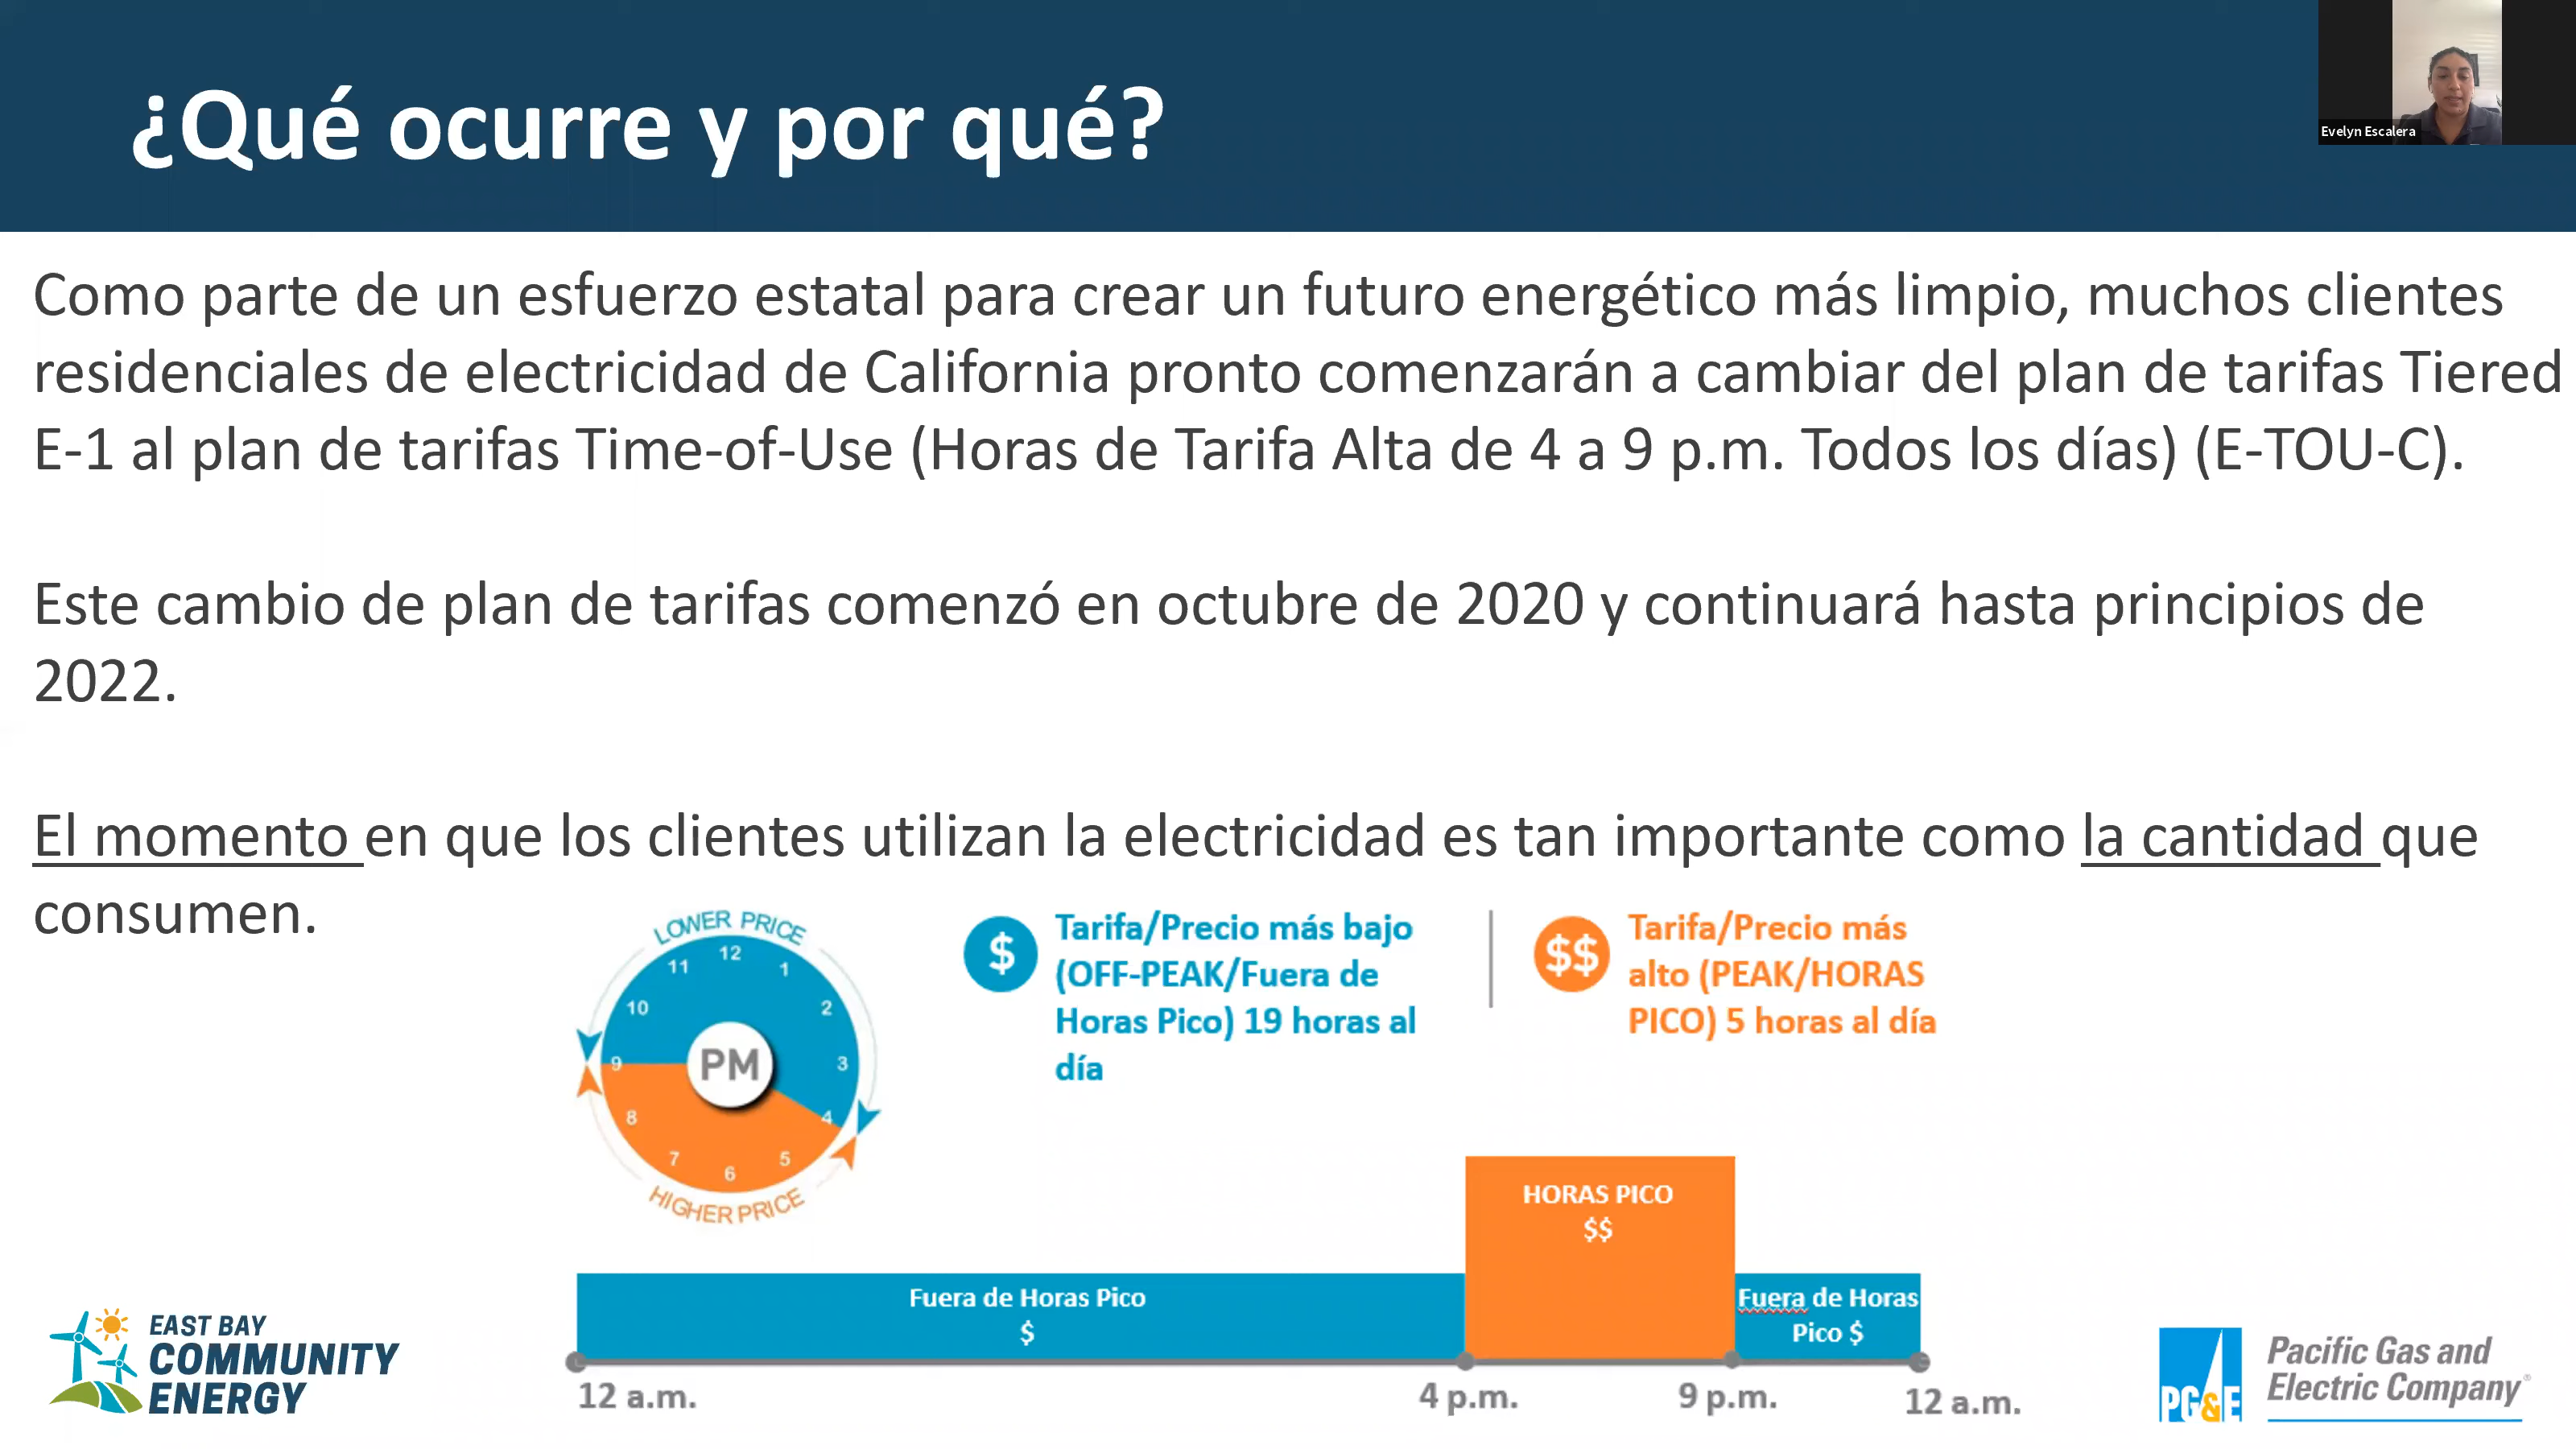 ¿Qué ocurre y por qué?
Evelyn Escalera
Como parte de un esfuerzo estatal para crear un futuro energético más limpio, muchos clientes
residenciales de electricidad de California pronto comenzarán a cambiar del plan de tarifas Tiered
E-1 al plan de tarifas Time-of-Use (Horas de Tarifa Alta de 4 a 9 p.m. Todos los días) (E-TOU-C).
Este cambio de plan de tarifas comenzó en octubre de 2020 y continuará hasta principios de
2022.
El momento en que los clientes utilizan la electricidad es tan importante como la cantidad que
consumen.
LOWER PRICE
12
1
2
3
4
5
6
7
8
9
10
11
PM
HIGHER PRICE
$
Tarifa/Precio más bajo
(OFF-PEAK/Fuera de
Horas Pico) 19 horas al
día
$$
Tarifa/Precio más
alto (PEAK/HORAS
PICO) 5 horas al día
HORAS PICO
$$
Fuera de Horas Pico
$
Fuera de Horas
Pico $
12 a.m.
4 p.m.
9 p.m.
12 a.m.
EAST BAY
COMMUNITY
ENERGY
PG&E
Pacific Gas and
Electric Company®